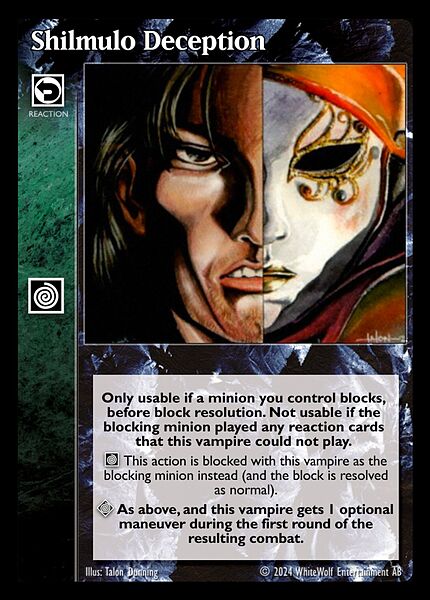 Shilmulo Deception
REACTION
Only usable if a minion you control blocks,
before block resolution. Not usable if the
blocking minion played any reaction cards
that this vampire could not play.
This action is blocked with this vampire as the
blocking minion instead (and the block is resolved
as normal).
As above, and this vampire gets 1 optional
maneuver during the first round of the
resulting combat.
Illus: Talon Dunning
© 2024 WhiteWolf Entertainment AB